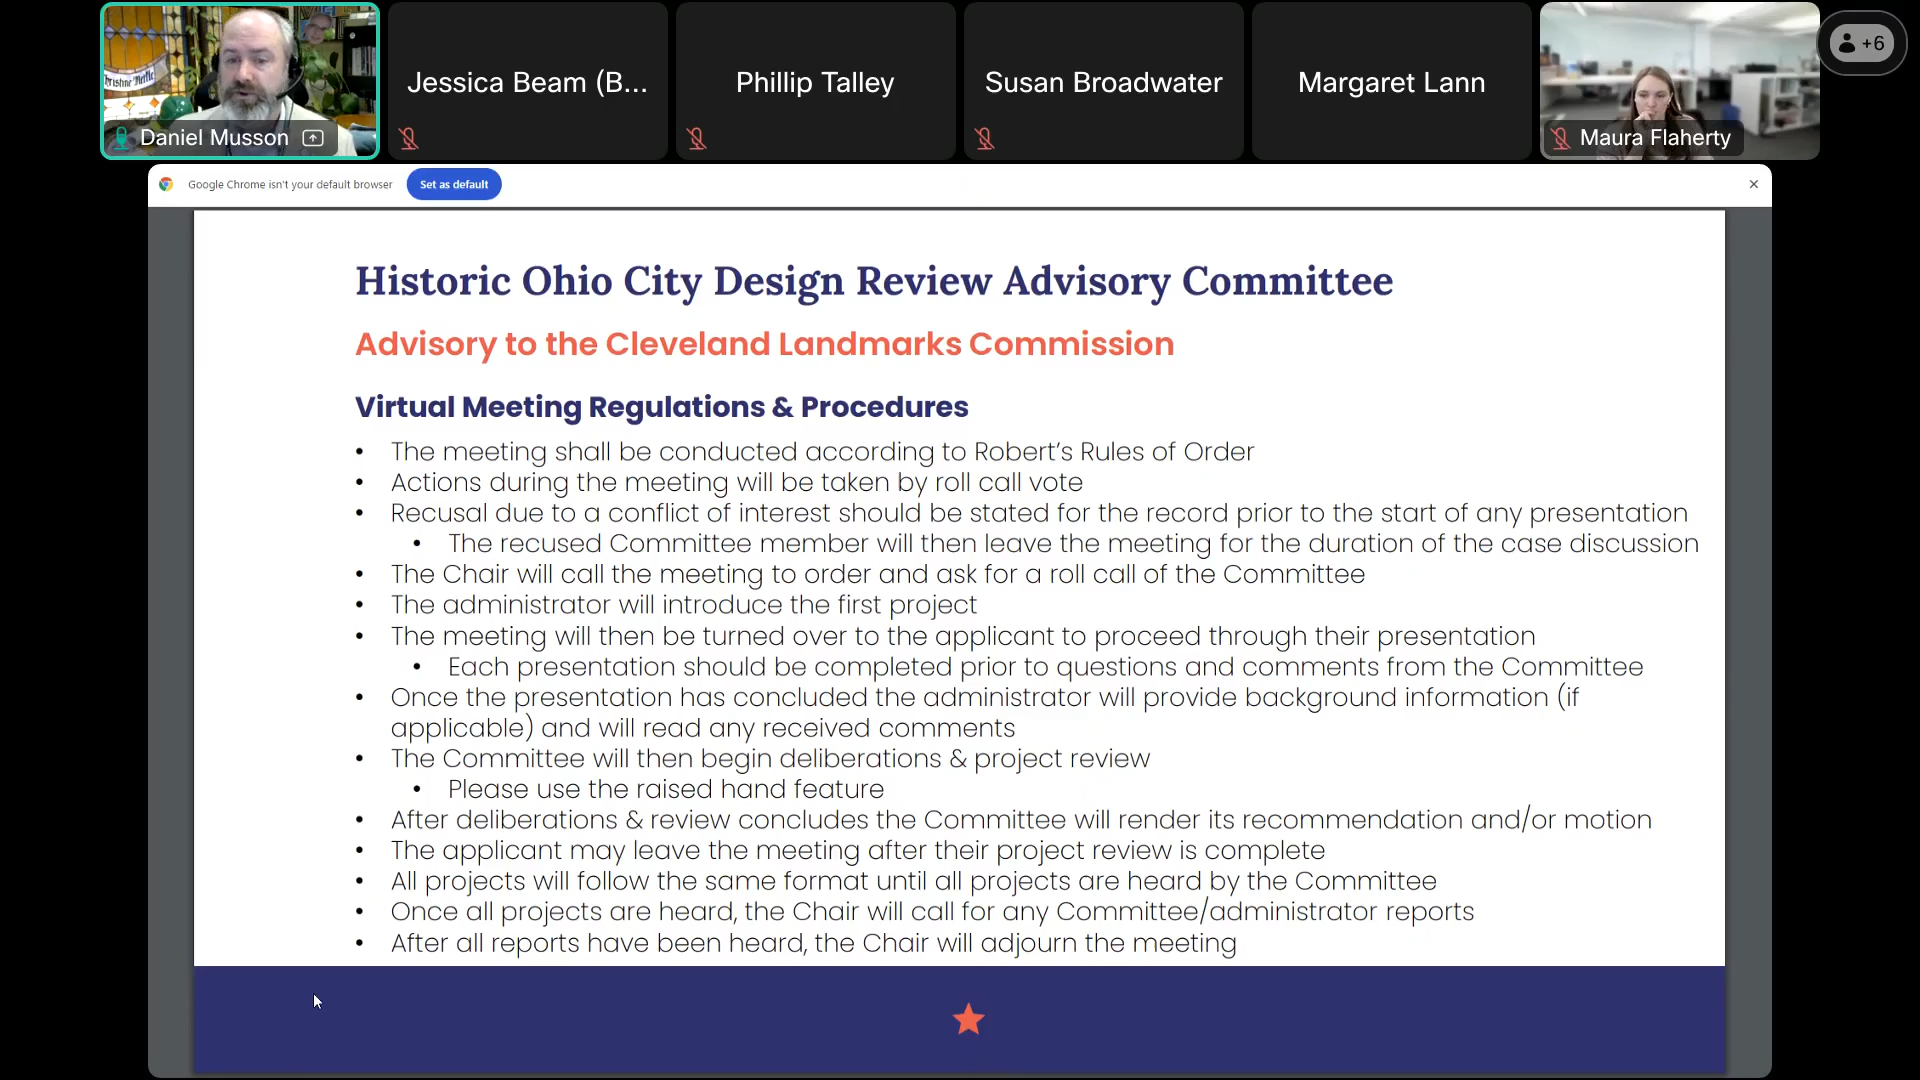 Jessica Beam (B...
Phillip Talley
Susan Broadwater
Margaret Lann
+6
Daniel Musson
Maura Flaherty
Google Chrome isn't your default browser
Set as default
Historic Ohio City Design Review Advisory Committee
Advisory to the Cleveland Landmarks Commission
Virtual Meeting Regulations & Procedures
• The meeting shall be conducted according to Robert's Rules of Order
• Actions during the meeting will be taken by roll call vote
• Recusal due to a conflict of interest should be stated for the record prior to the start of any presentation
• The recused Committee member will then leave the meeting for the duration of the case discussion
• The Chair will call the meeting to order and ask for a roll call of the Committee
• The administrator will introduce the first project
• The meeting will then be turned over to the applicant to proceed through their presentation
• Each presentation should be completed prior to questions and comments from the Committee
• Once the presentation has concluded the administrator will provide background information (if
applicable) and will read any received comments
• The Committee will then begin deliberations & project review
• Please use the raised hand feature
• After deliberations & review concludes the Committee will render its recommendation and/or motion
• The applicant may leave the meeting after their project review is complete
• All projects will follow the same format until all projects are heard by the Committee
• Once all projects are heard, the Chair will call for any Committee/administrator reports
• After all reports have been heard, the Chair will adjourn the meeting